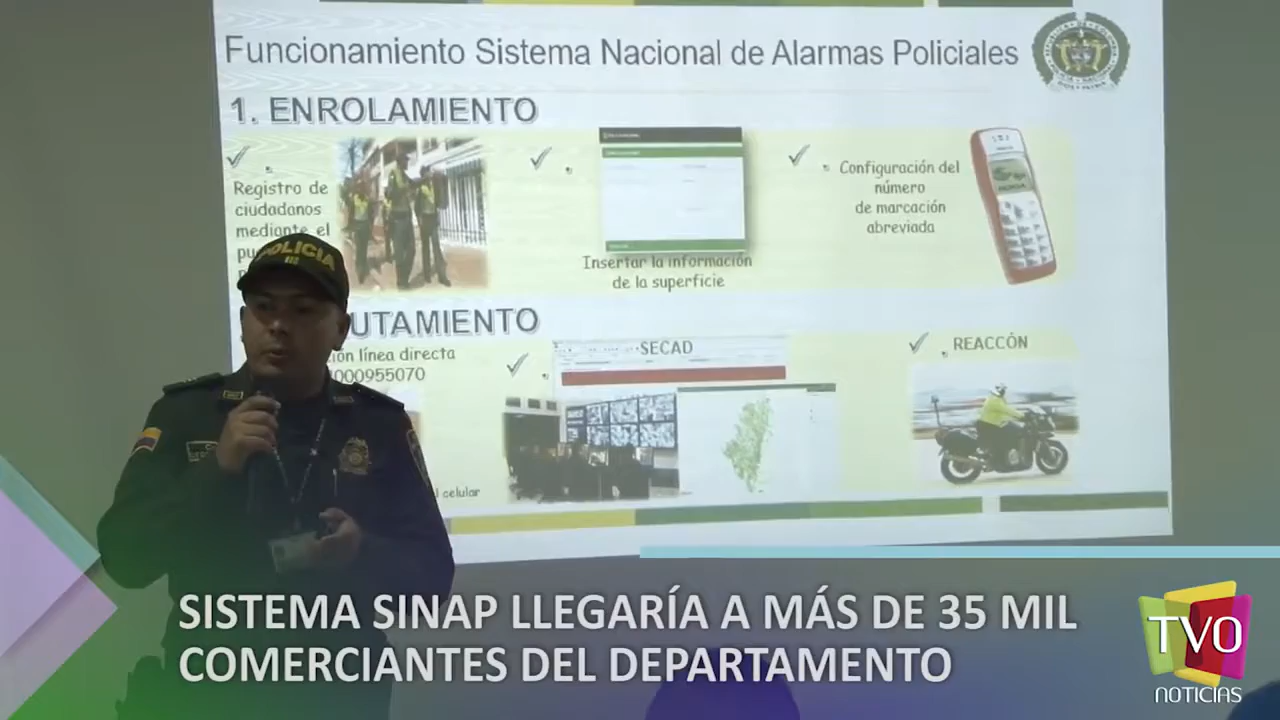 Funcionamiento Sistema Nacional de Alarmas Policiales
1. ENROLAMIENTO
Registro de
ciudadanos
mediante el
Insertar la información
de la superficie
Configuración del
número
de marcación
abreviada
NOKIA
POLICIA
UTAMIENTO
ión línea directa
000955070
celular
SECAD
REACCÓN
SISTEMA SINAP LLEGARÍA A MÁS DE 35 MIL
COMERCIANTES DEL DEPARTAMENTO
TVO
NOTICIAS